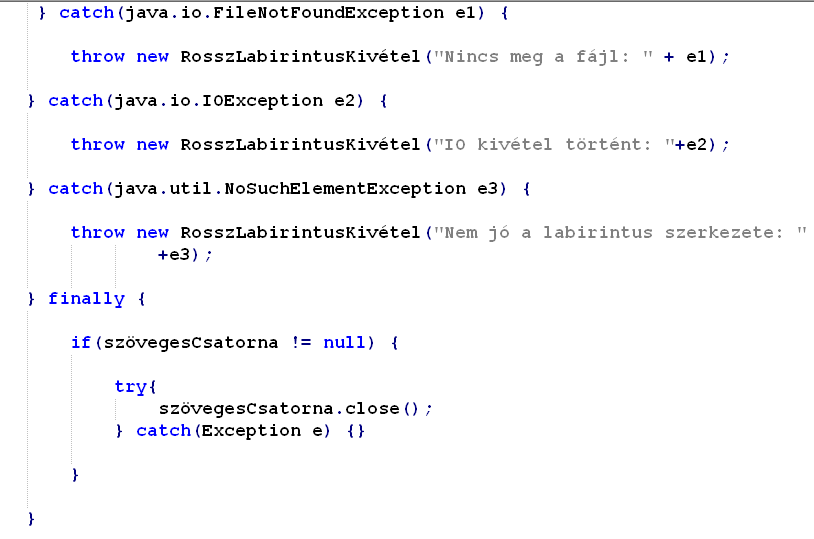 } catch(java.io.FileNotFoundException e1) {
throw new RosszLabirintusKivétel("Nincs meg a fájl: " + e1);
} catch(java.io.IOException e2) {
throw new RosszLabirintusKivétel("IO kivétel történt: "+e2);
} catch(java.util.NoSuchElementException e3) {
throw new RosszLabirintusKivétel("Nem jó a labirintus szerkezete: "
+e3);
} finally {
if(szövegesCsatorna != null) {
try{
szövegesCsatorna.close();
} catch(Exception e) {}
}
}